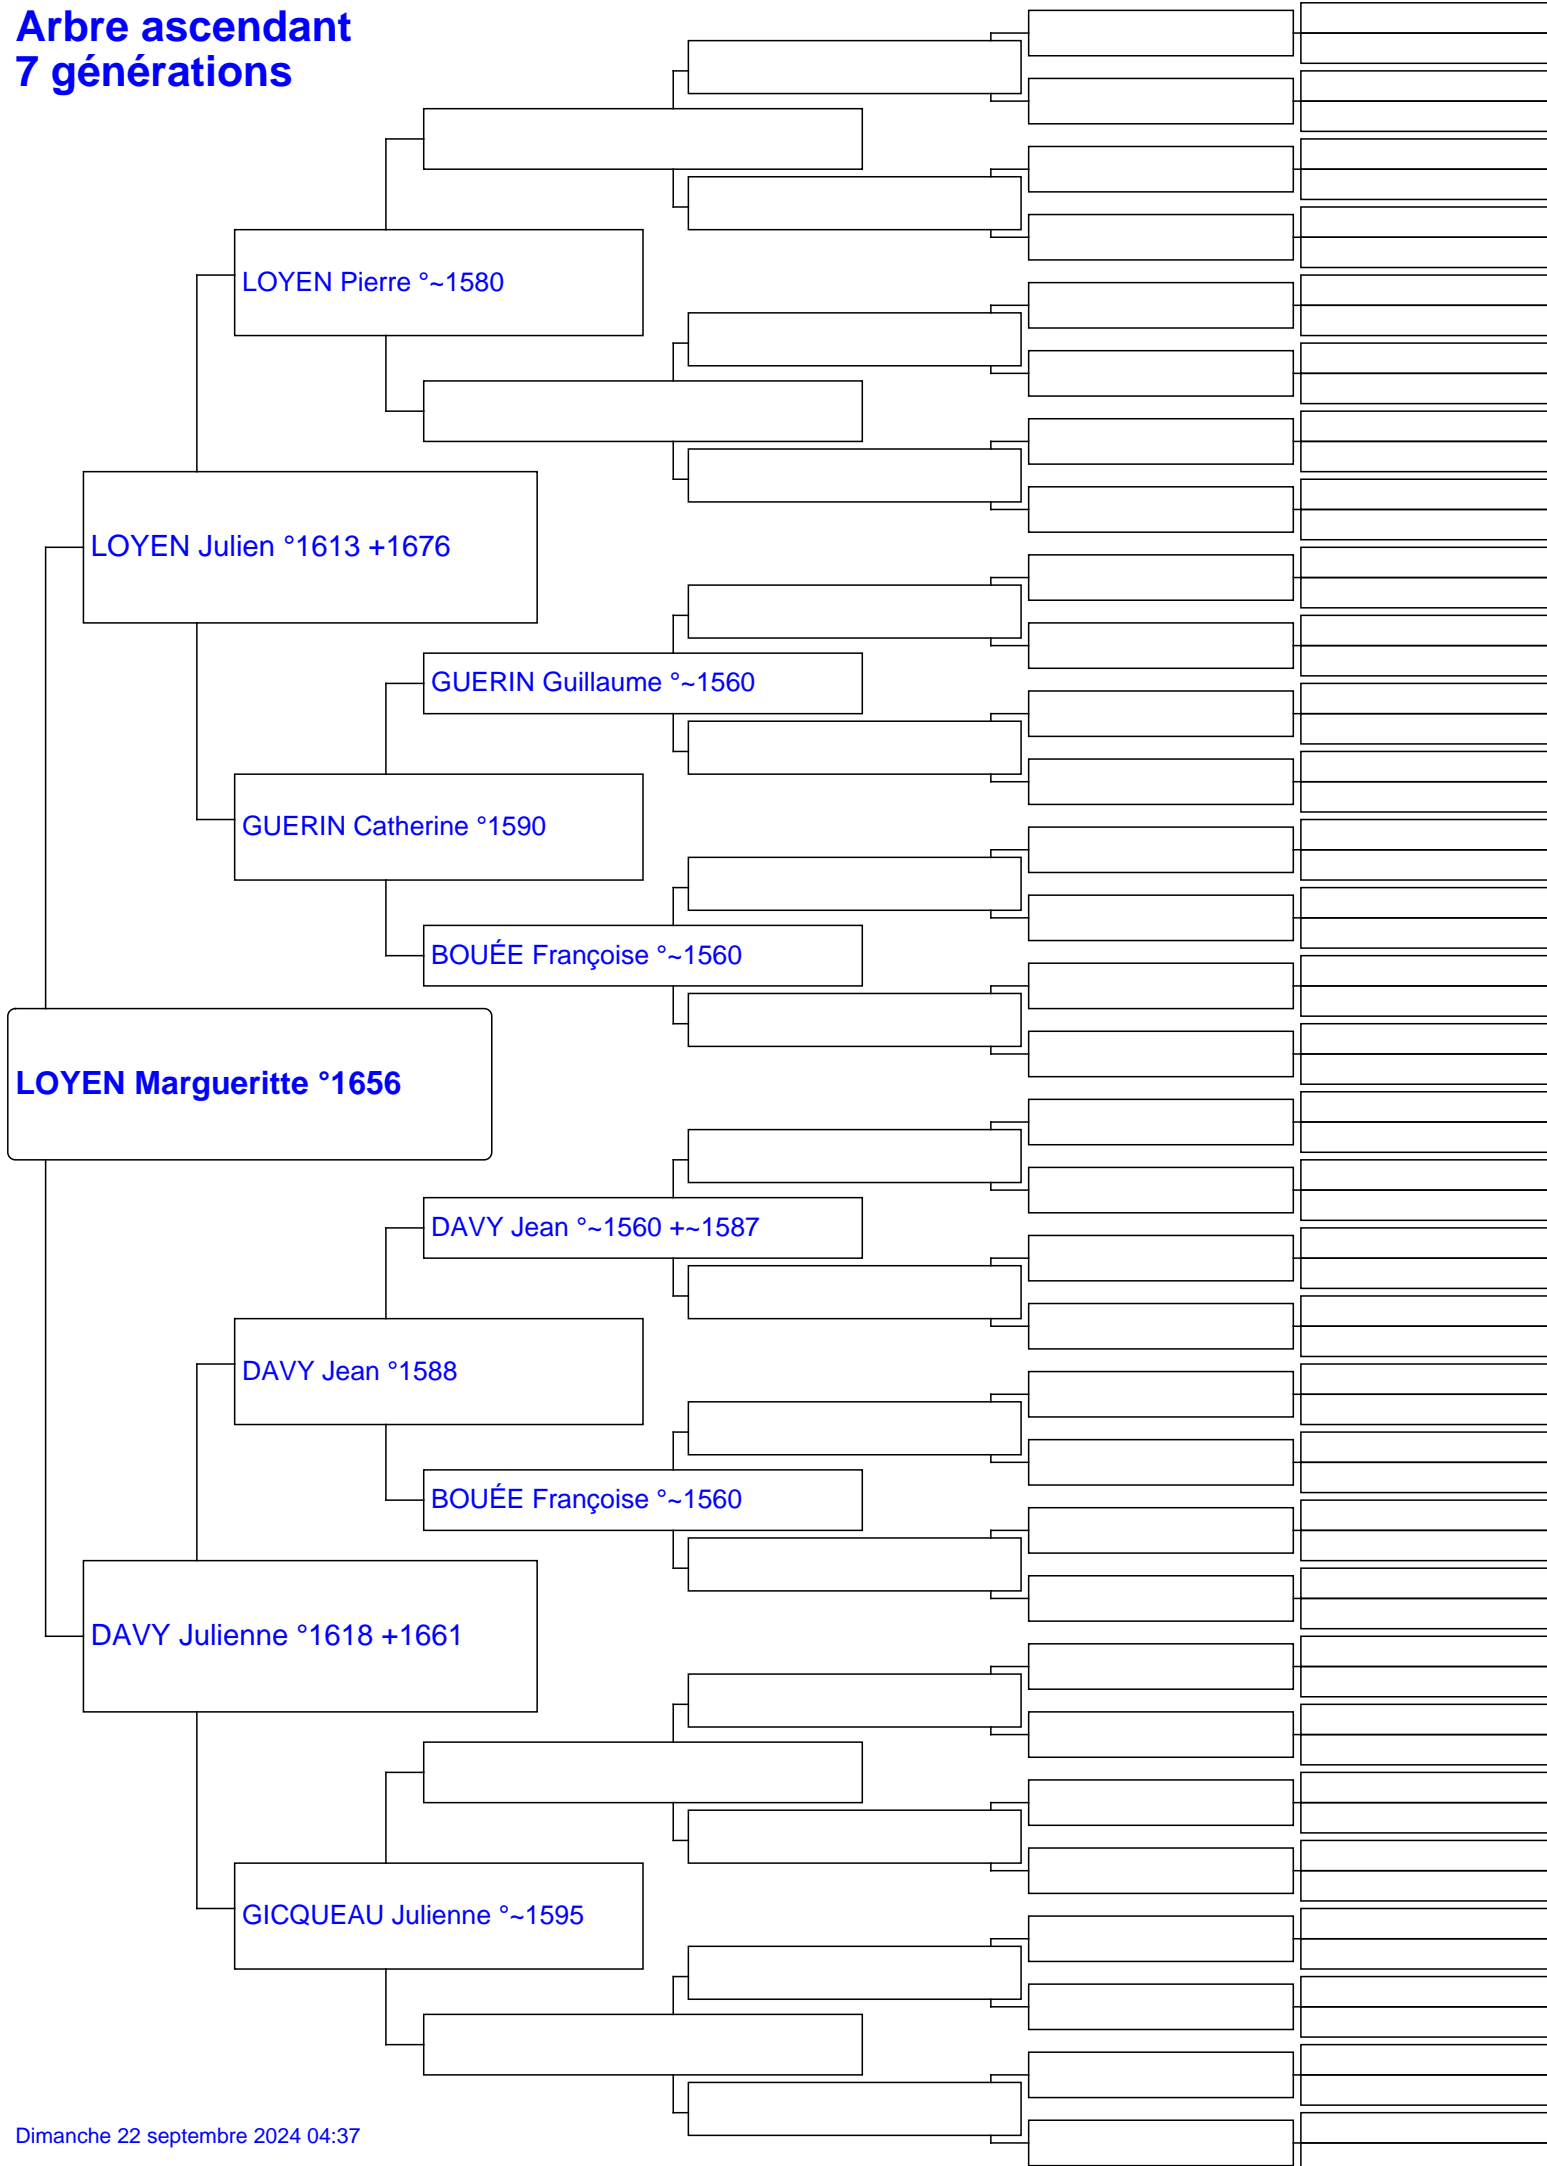 Arbre ascendant
7 générations
LOYEN Pierre °~1580
LOYEN Julien °1613 +1676
GUERIN Guillaume °~1560
GUERIN Catherine °1590
BOUÉE Françoise °~1560
LOYEN Margueritte °1656
DAVY Jean °~1560 +~1587
DAVY Jean °1588
BOUÉE Françoise °~1560
DAVY Julienne °1618 +1661
GICQUEAU Julienne °~1595
Dimanche 22 septembre 2024 04:37